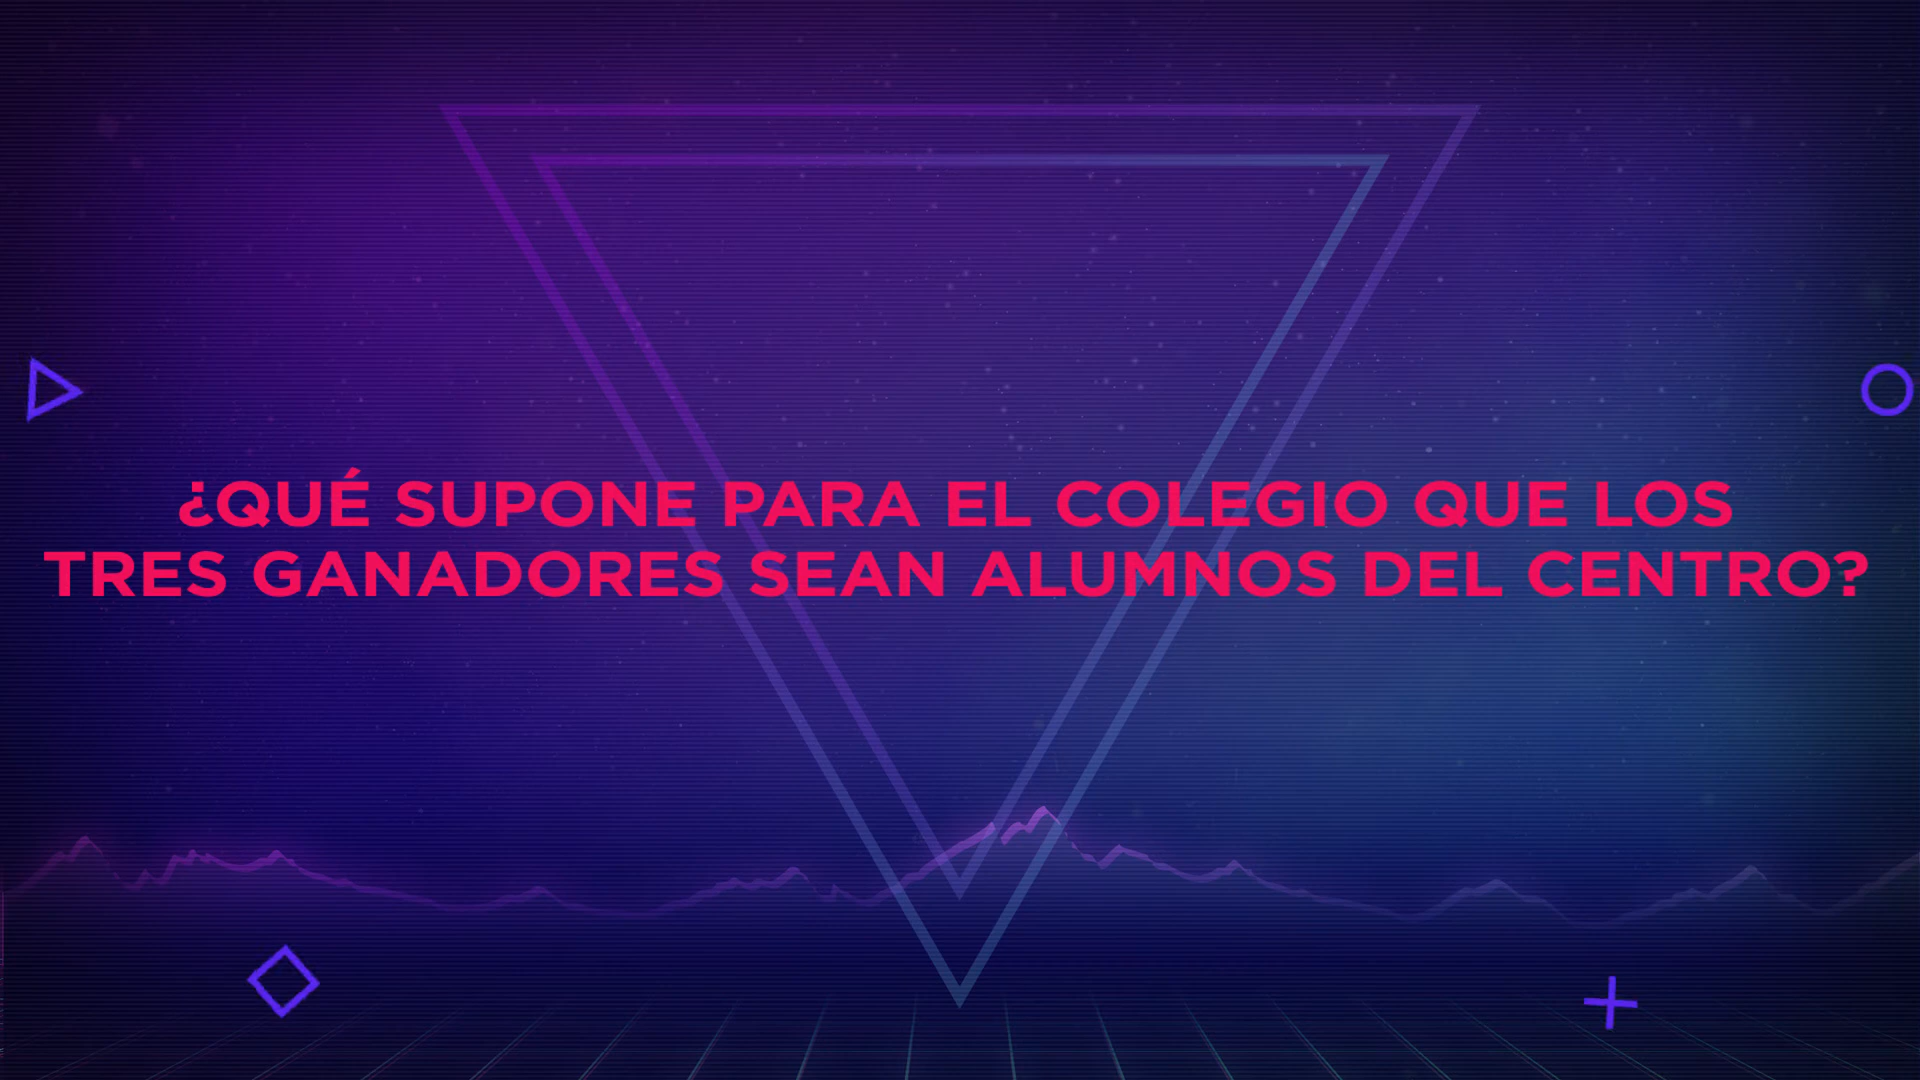 ¿QUÉ SUPONE PARA EL COLEGIO QUE LOS
TRES GANADORES SEAN ALUMNOS DEL CENTRO?